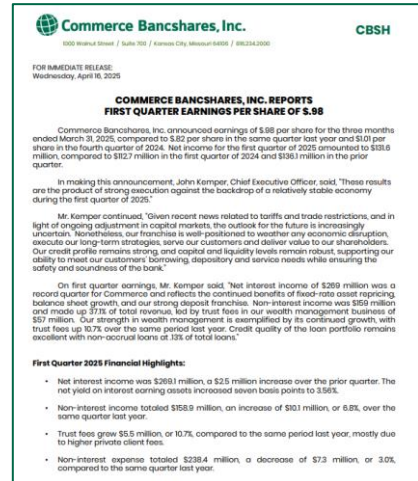 Commerce Bancshares, Inc.
CBSH
1000 Walnut Street / Suite 700 / Kansas City, Missouri 64106 / 816.234.2000
FOR IMMEDIATE RELEASE:
Wednesday, April 16, 2025
COMMERCE BANCSHARES, INC. REPORTS
FIRST QUARTER EARNINGS PER SHARE OF $.98
Commerce Bancshares, Inc. announced earnings of $.98 per share for the three months
ended March 31, 2025, compared to $.82 per share in the same quarter last year and $1.01 per
share in the fourth quarter of 2024. Net income for the first quarter of 2025 amounted to $131.6
million, compared to $112.7 million in the first quarter of 2024 and $136.1 million in the prior
quarter.
In making this announcement, John Kemper, Chief Executive Officer, said, "These results
are the product of strong execution against the backdrop of a relatively stable economy
during the first quarter of 2025."
Mr. Kemper continued, "Given recent news related to tariffs and trade restrictions, and in
light of ongoing adjustment in capital markets, the outlook for the future is increasingly
uncertain. Nonetheless, our franchise is well-positioned to weather any economic disruption,
execute our long-term strategies, serve our customers and deliver value to our shareholders.
Our credit profile remains strong, and capital and liquidity levels remain robust, supporting our
ability to meet our customers' borrowing, depository and service needs while ensuring the
safety and soundness of the bank."
On first quarter earnings, Mr. Kemper said, "Net interest income of $269 million was a
record quarter for Commerce and reflects the continued benefits of fixed-rate asset repricing,
balance sheet growth, and our strong deposit franchise. Non-interest income was $159 million
and made up 37.1% of total revenue, led by trust fees in our wealth management business of
$57 million. Our strength in wealth management is exemplified by its continued growth, with
trust fees up 10.7% over the same period last year. Credit quality of the loan portfolio remains
excellent with non-accrual loans at .13% of total loans."
First Quarter 2025 Financial Highlights:
• Net interest income was $269.1 million, a $2.5 million increase over the prior quarter. The
net yield on interest earning assets increased seven basis points to 3.56%.
• Non-interest income totaled $158.9 million, an increase of $10.1 million, or 6.8%, over the
same quarter last year.
• Trust fees grew $5.5 million, or 10.7%, compared to the same period last year, mostly due
to higher private client fees.
• Non-interest expense totaled $238.4 million, a decrease of $7.3 million, or 3.0%,
compared to the same quarter last year.